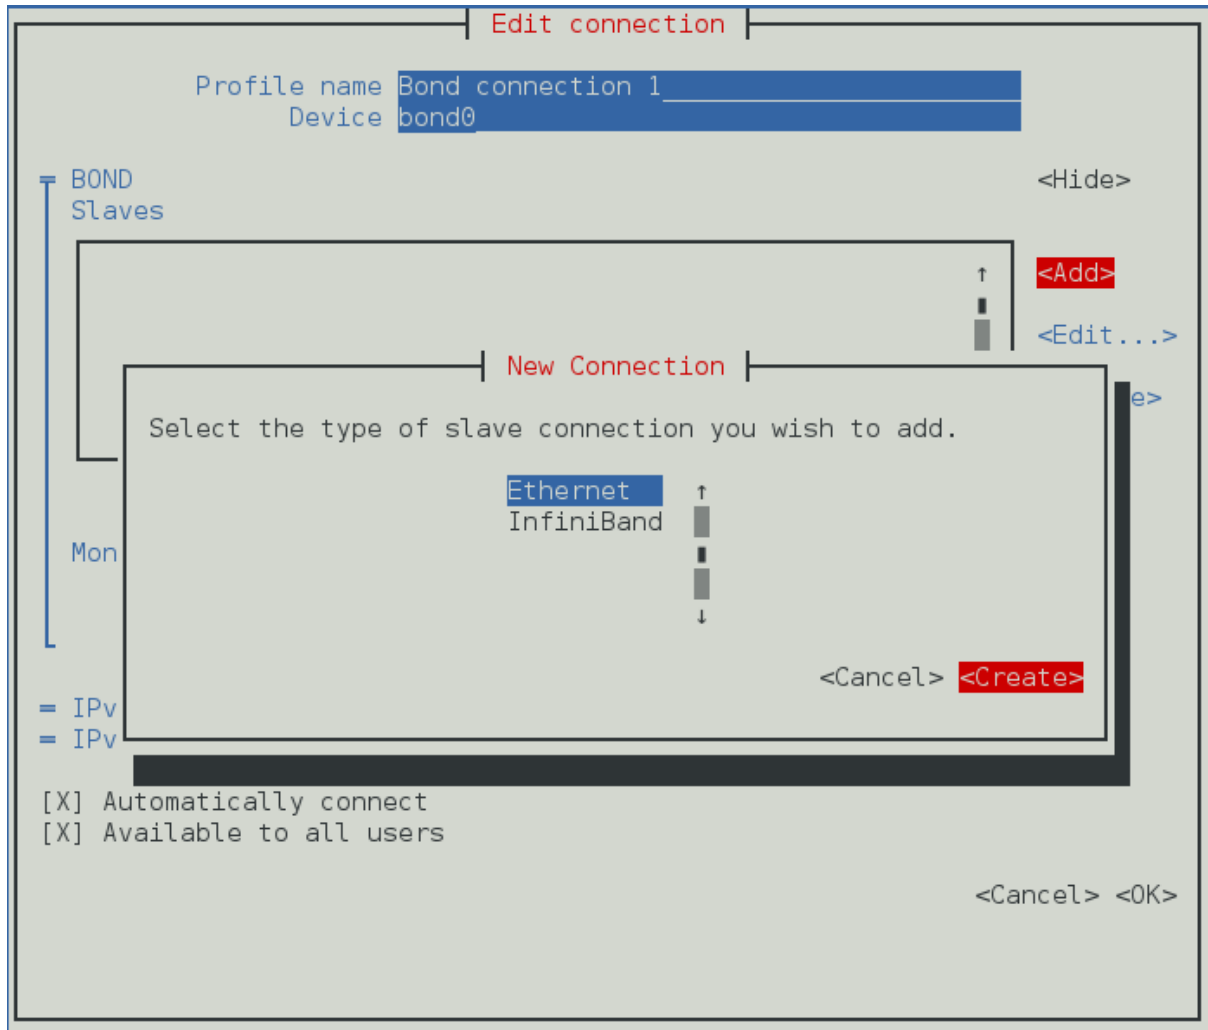 Edit connection
Profile name Bond connection 1
Device bond0
BOND <Hide>
Slaves
↑ <Add>
<Edit...>
New Connection
e>
Select the type of slave connection you wish to add.
Ethernet ↑
InfiniBand
Mon
↓
<Cancel> <Create>
= IPv
= IPv
[X] Automatically connect
[X] Available to all users
<Cancel> <OK>